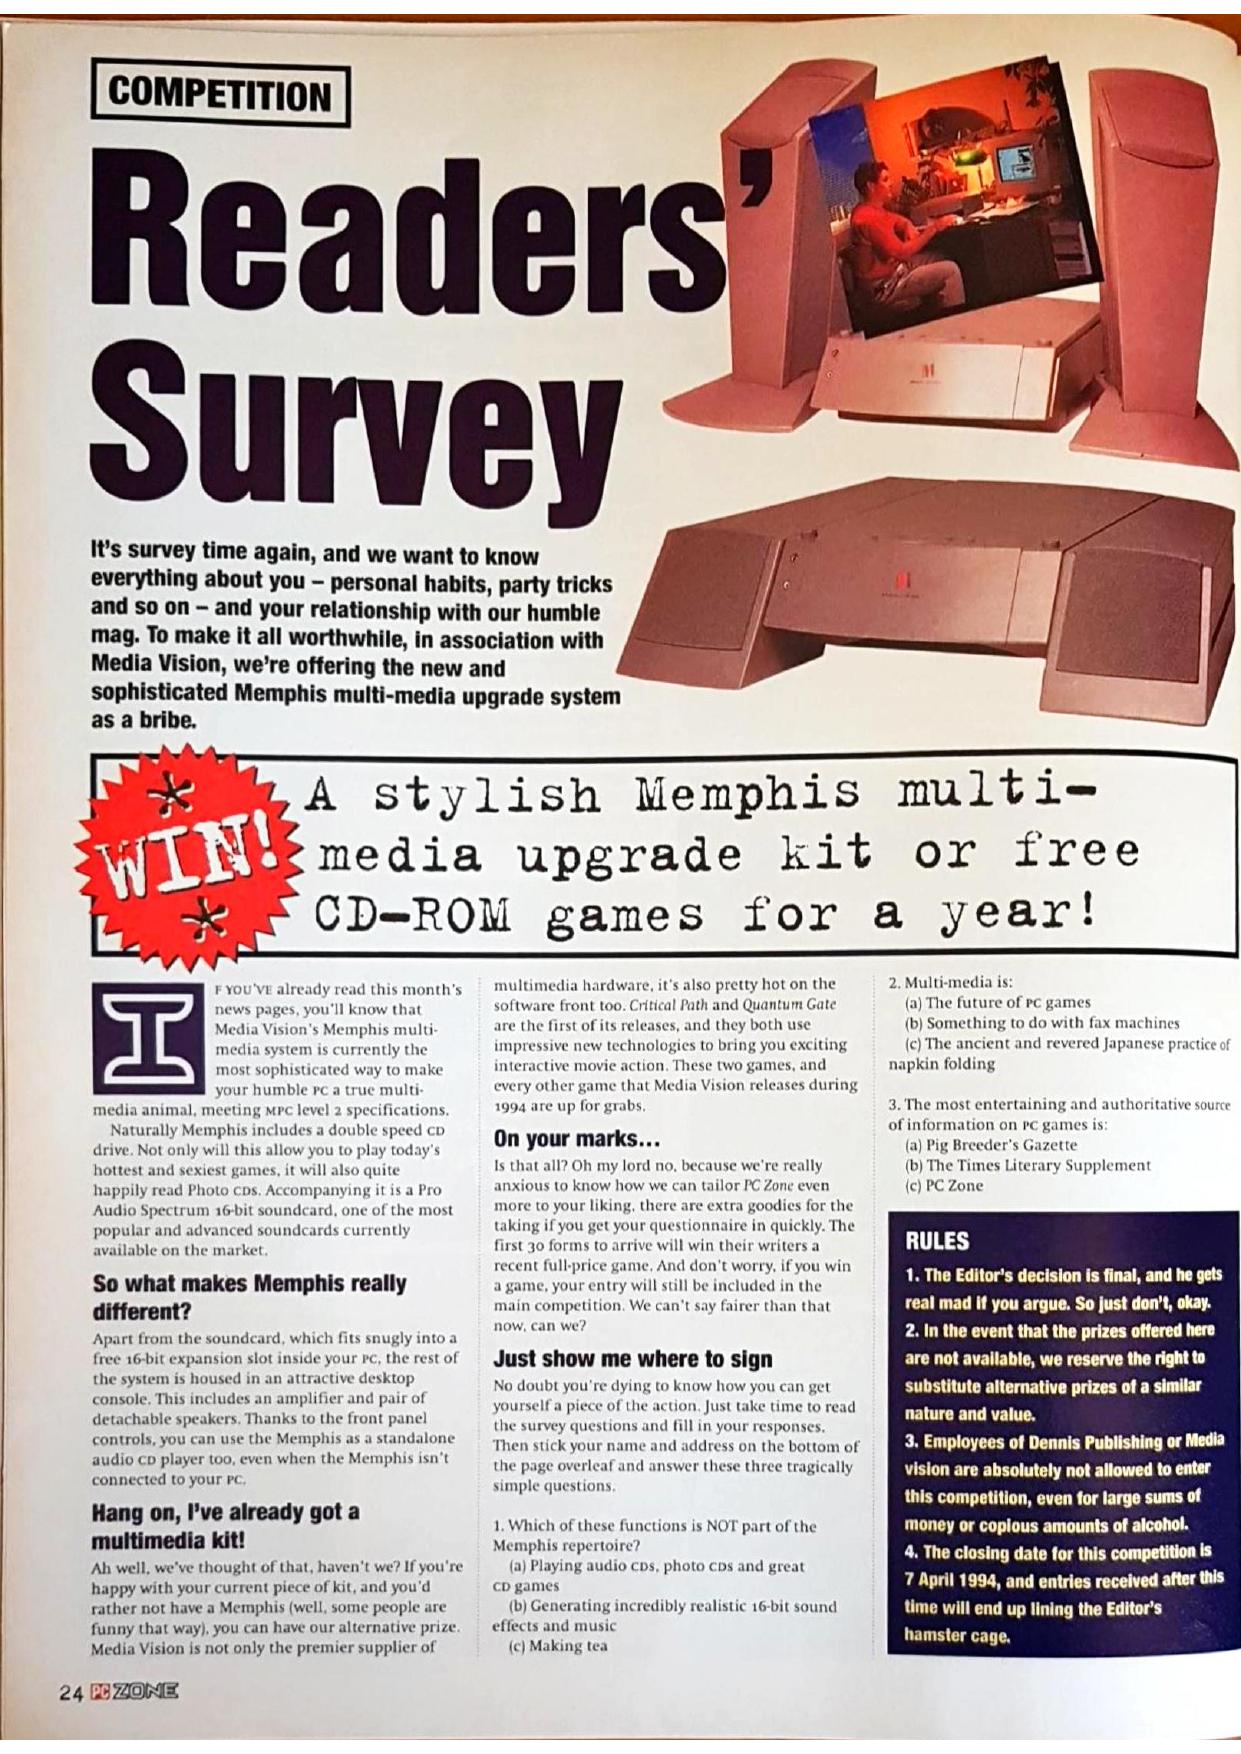 COMPETITION
Readers'
Survey
It's survey time again, and we want to know
everything about you – personal habits, party tricks
and so on – and your relationship with our humble
mag. To make it all worthwhile, in association with
Media Vision, we're offering the new and
sophisticated Memphis multi-media upgrade system
as a bribe.
* WIN! *
A stylish Memphis multi-
media upgrade kit or free
CD-ROM games for a year!
IF YOU'VE already read this month's
news pages, you'll know that
Media Vision's Memphis multi-
media system is currently the
most sophisticated way to make
your humble PC a true multi-
media animal, meeting MPC level 2 specifications.
Naturally Memphis includes a double speed CD
drive. Not only will this allow you to play today's
hottest and sexiest games, it will also quite
happily read Photo CDs. Accompanying it is a Pro
Audio Spectrum 16-bit soundcard, one of the most
popular and advanced soundcards currently
available on the market.
So what makes Memphis really
different?
Apart from the soundcard, which fits snugly into a
free 16-bit expansion slot inside your PC, the rest of
the system is housed in an attractive desktop
console. This includes an amplifier and pair of
detachable speakers. Thanks to the front panel
controls, you can use the Memphis as a standalone
audio CD player too, even when the Memphis isn't
connected to your PC.
Hang on, I've already got a
multimedia kit!
Ah well, we've thought of that, haven't we? If you're
happy with your current piece of kit, and you'd
rather not have a Memphis (well, some people are
funny that way), you can have our alternative prize.
Media Vision is not only the premier supplier of
multimedia hardware, it's also pretty hot on the
software front too. Critical Path and Quantum Gate
are the first of its releases, and they both use
impressive new technologies to bring you exciting
interactive movie action. These two games, and
every other game that Media Vision releases during
1994 are up for grabs.
On your marks...
Is that all? Oh my lord no, because we're really
anxious to know how we can tailor PC Zone even
more to your liking, there are extra goodies for the
taking if you get your questionnaire in quickly. The
first 30 forms to arrive will win their writers a
recent full-price game. And don't worry, if you win
a game, your entry will still be included in the
main competition. We can't say fairer than that
now, can we?
Just show me where to sign
No doubt you're dying to know how you can get
yourself a piece of the action. Just take time to read
the survey questions and fill in your responses.
Then stick your name and address on the bottom of
the page overleaf and answer these three tragically
simple questions.
1. Which of these functions is NOT part of the
Memphis repertoire?
(a) Playing audio CDs, photo CDs and great
CD games
(b) Generating incredibly realistic 16-bit sound
effects and music
(c) Making tea
2. Multi-media is:
(a) The future of PC games
(b) Something to do with fax machines
(c) The ancient and revered Japanese practice of
napkin folding
3. The most entertaining and authoritative source
of information on PC games is:
(a) Pig Breeder's Gazette
(b) The Times Literary Supplement
(c) PC Zone
RULES
1. The Editor's decision is final, and he gets
real mad if you argue. So just don't, okay.
2. In the event that the prizes offered here
are not available, we reserve the right to
substitute alternative prizes of a similar
nature and value.
3. Employees of Dennis Publishing or Media
vision are absolutely not allowed to enter
this competition, even for large sums of
money or copious amounts of alcohol.
4. The closing date for this competition is
7 April 1994, and entries received after this
time will end up lining the Editor's
hamster cage.
24 PC ZONE